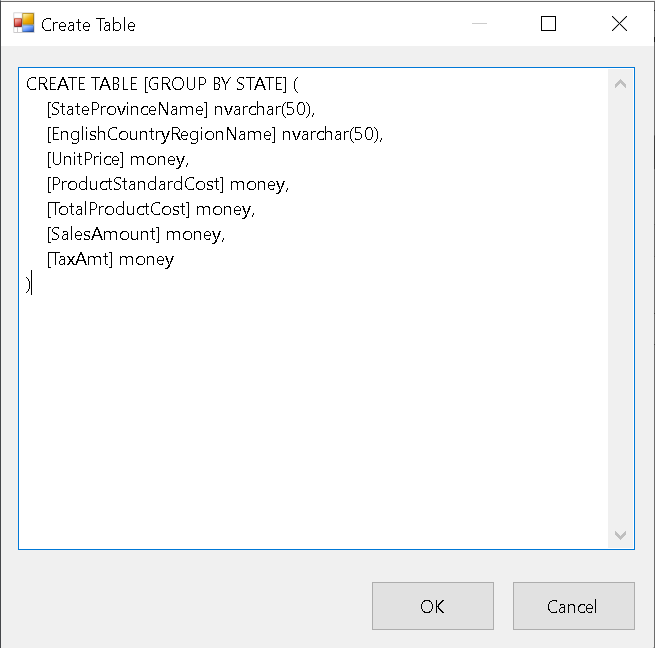 Create Table
CREATE TABLE [GROUP BY STATE] (
    [StateProvinceName] nvarchar(50),
    [EnglishCountryRegionName] nvarchar(50),
    [UnitPrice] money,
    [ProductStandardCost] money,
    [TotalProductCost] money,
    [SalesAmount] money,
    [TaxAmt] money
)
OK
Cancel